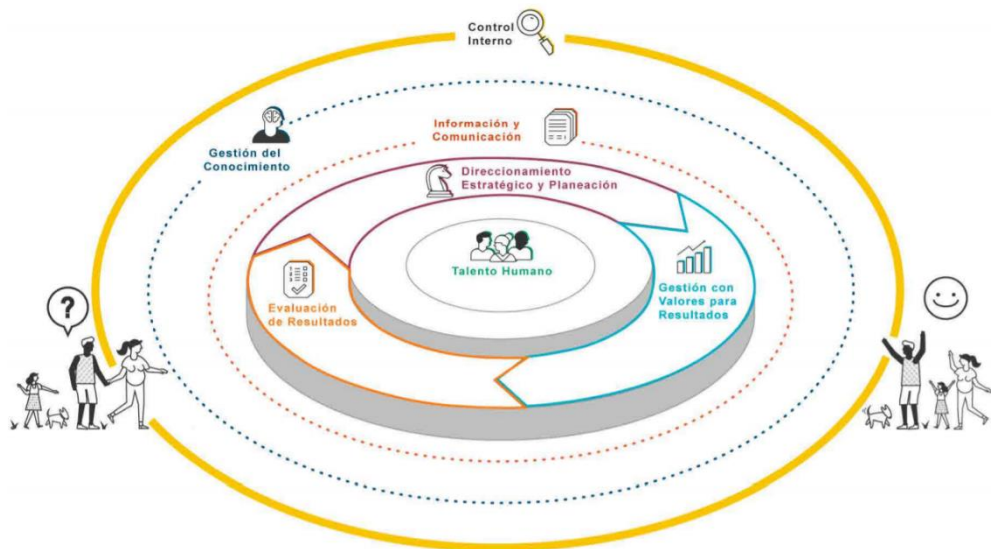 Control
Interno
Gestión del
Conocimiento
Información y
Comunicación
Direccionamiento
Estratégico y Planeación
Talento Humano
Evaluación
de Resultados
Gestión con
Valores para
Resultados
?